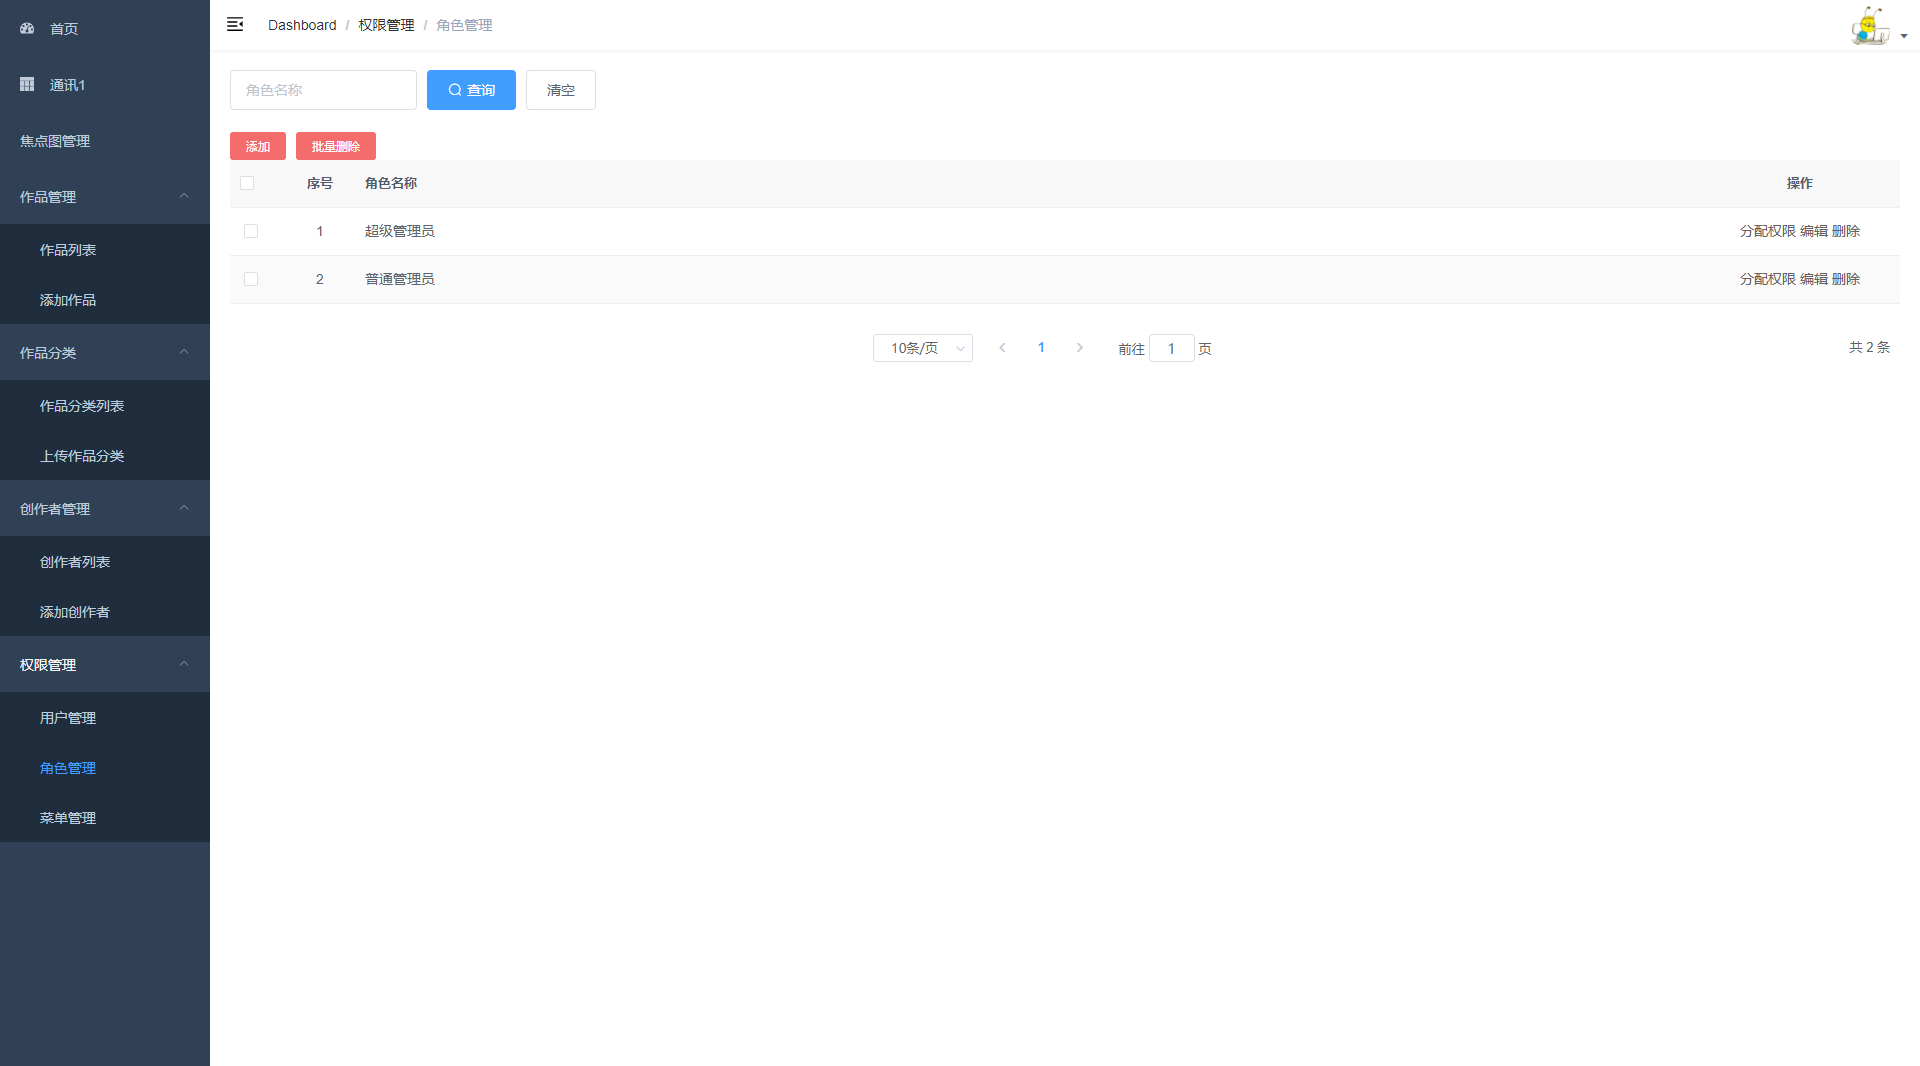 首页
通讯1
焦点图管理
作品管理
作品列表
添加作品
作品分类
作品分类列表
上传作品分类
创作者管理
创作者列表
添加创作者
权限管理
用户管理
角色管理
菜单管理
Dashboard / 权限管理 / 角色管理
角色名称 查询 清空
添加 批量删除
序号 角色名称 操作
1 超级管理员 分配权限 编辑 删除
2 普通管理员 分配权限 编辑 删除
10条/页 1 前往 1 页 共 2 条